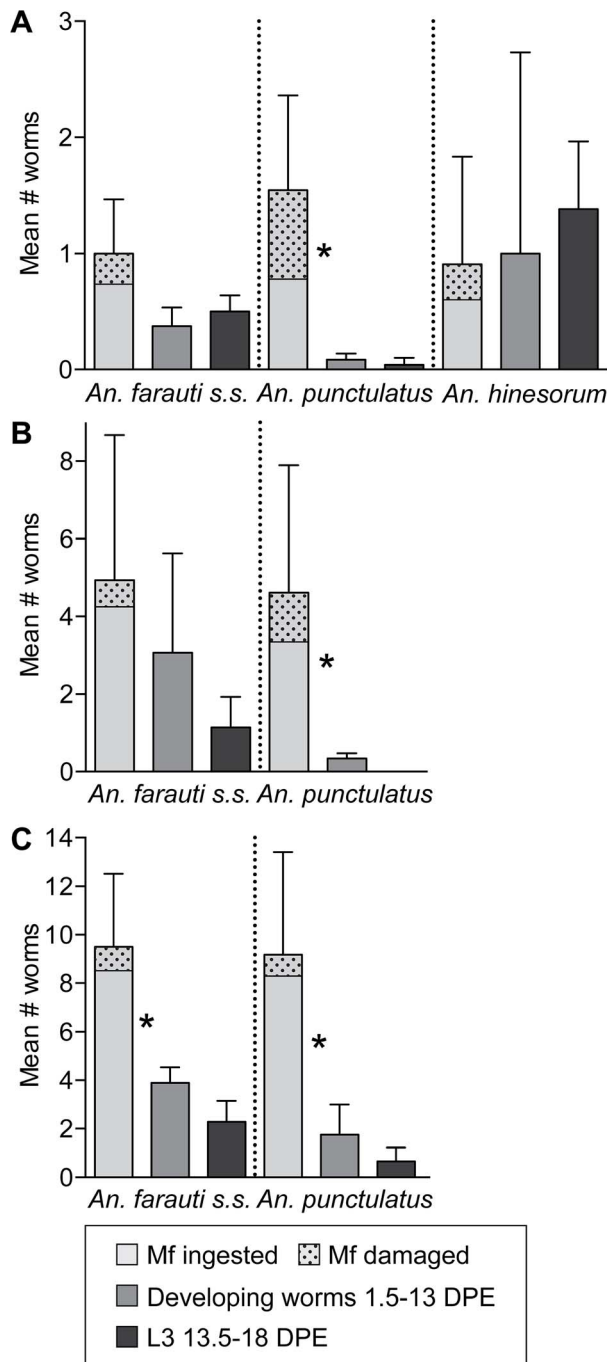 A
3
2
1
0
Mean # worms
*
An. farauti s.s. An. punctulatus An. hinesorum
B
8
6
4
2
0
Mean # worms
*
An. farauti s.s. An. punctulatus
C
14
12
10
8
6
4
2
0
Mean # worms
* *
An. farauti s.s. An. punctulatus
Mf ingested Mf damaged
Developing worms 1.5-13 DPE
L3 13.5-18 DPE